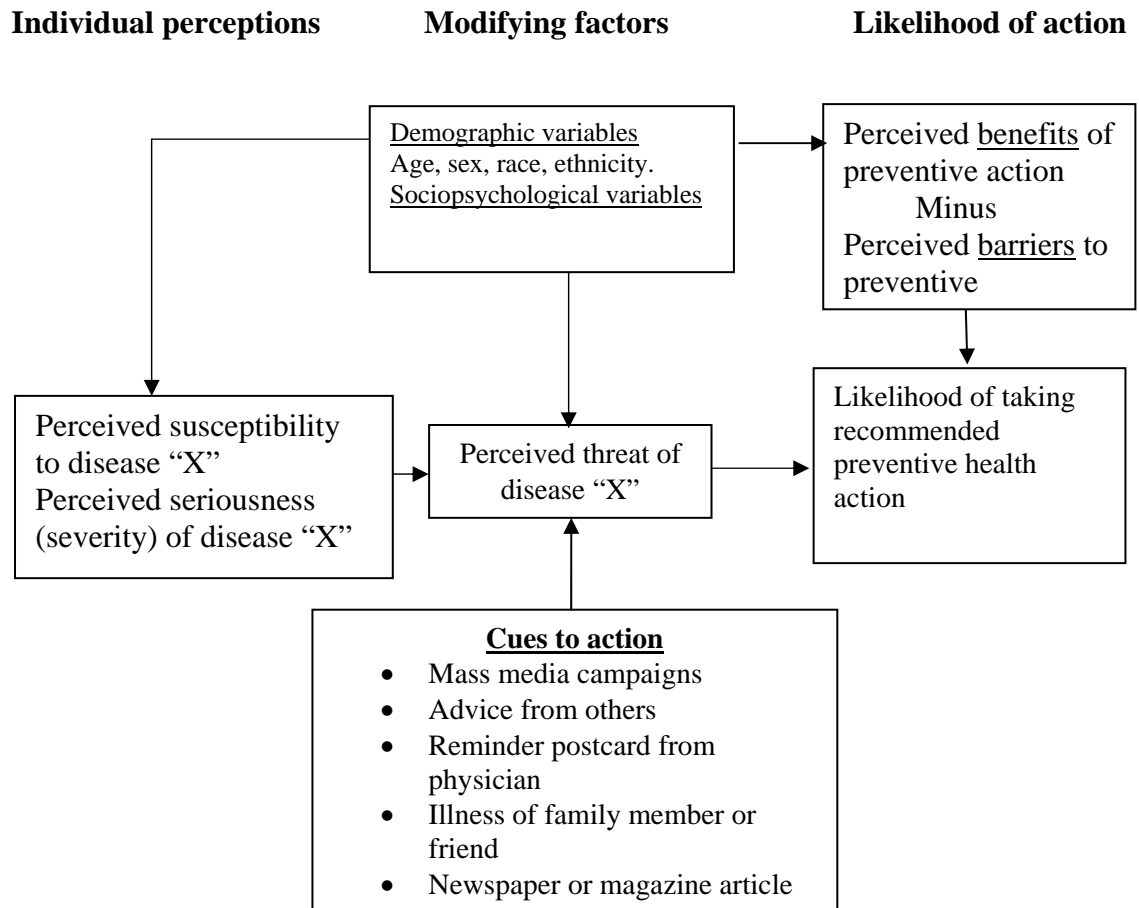 Individual perceptions Modifying factors Likelihood of action
Demographic variables
Age, sex, race, ethnicity.
Sociopsychological variables
Perceived benefits of
preventive action
Minus
Perceived barriers to
preventive
Perceived susceptibility
to disease “X”
Perceived seriousness
(severity) of disease “X”
Perceived threat of
disease “X”
Likelihood of taking
recommended
preventive health
action
Cues to action
• Mass media campaigns
• Advice from others
• Reminder postcard from
physician
• Illness of family member or
friend
• Newspaper or magazine article